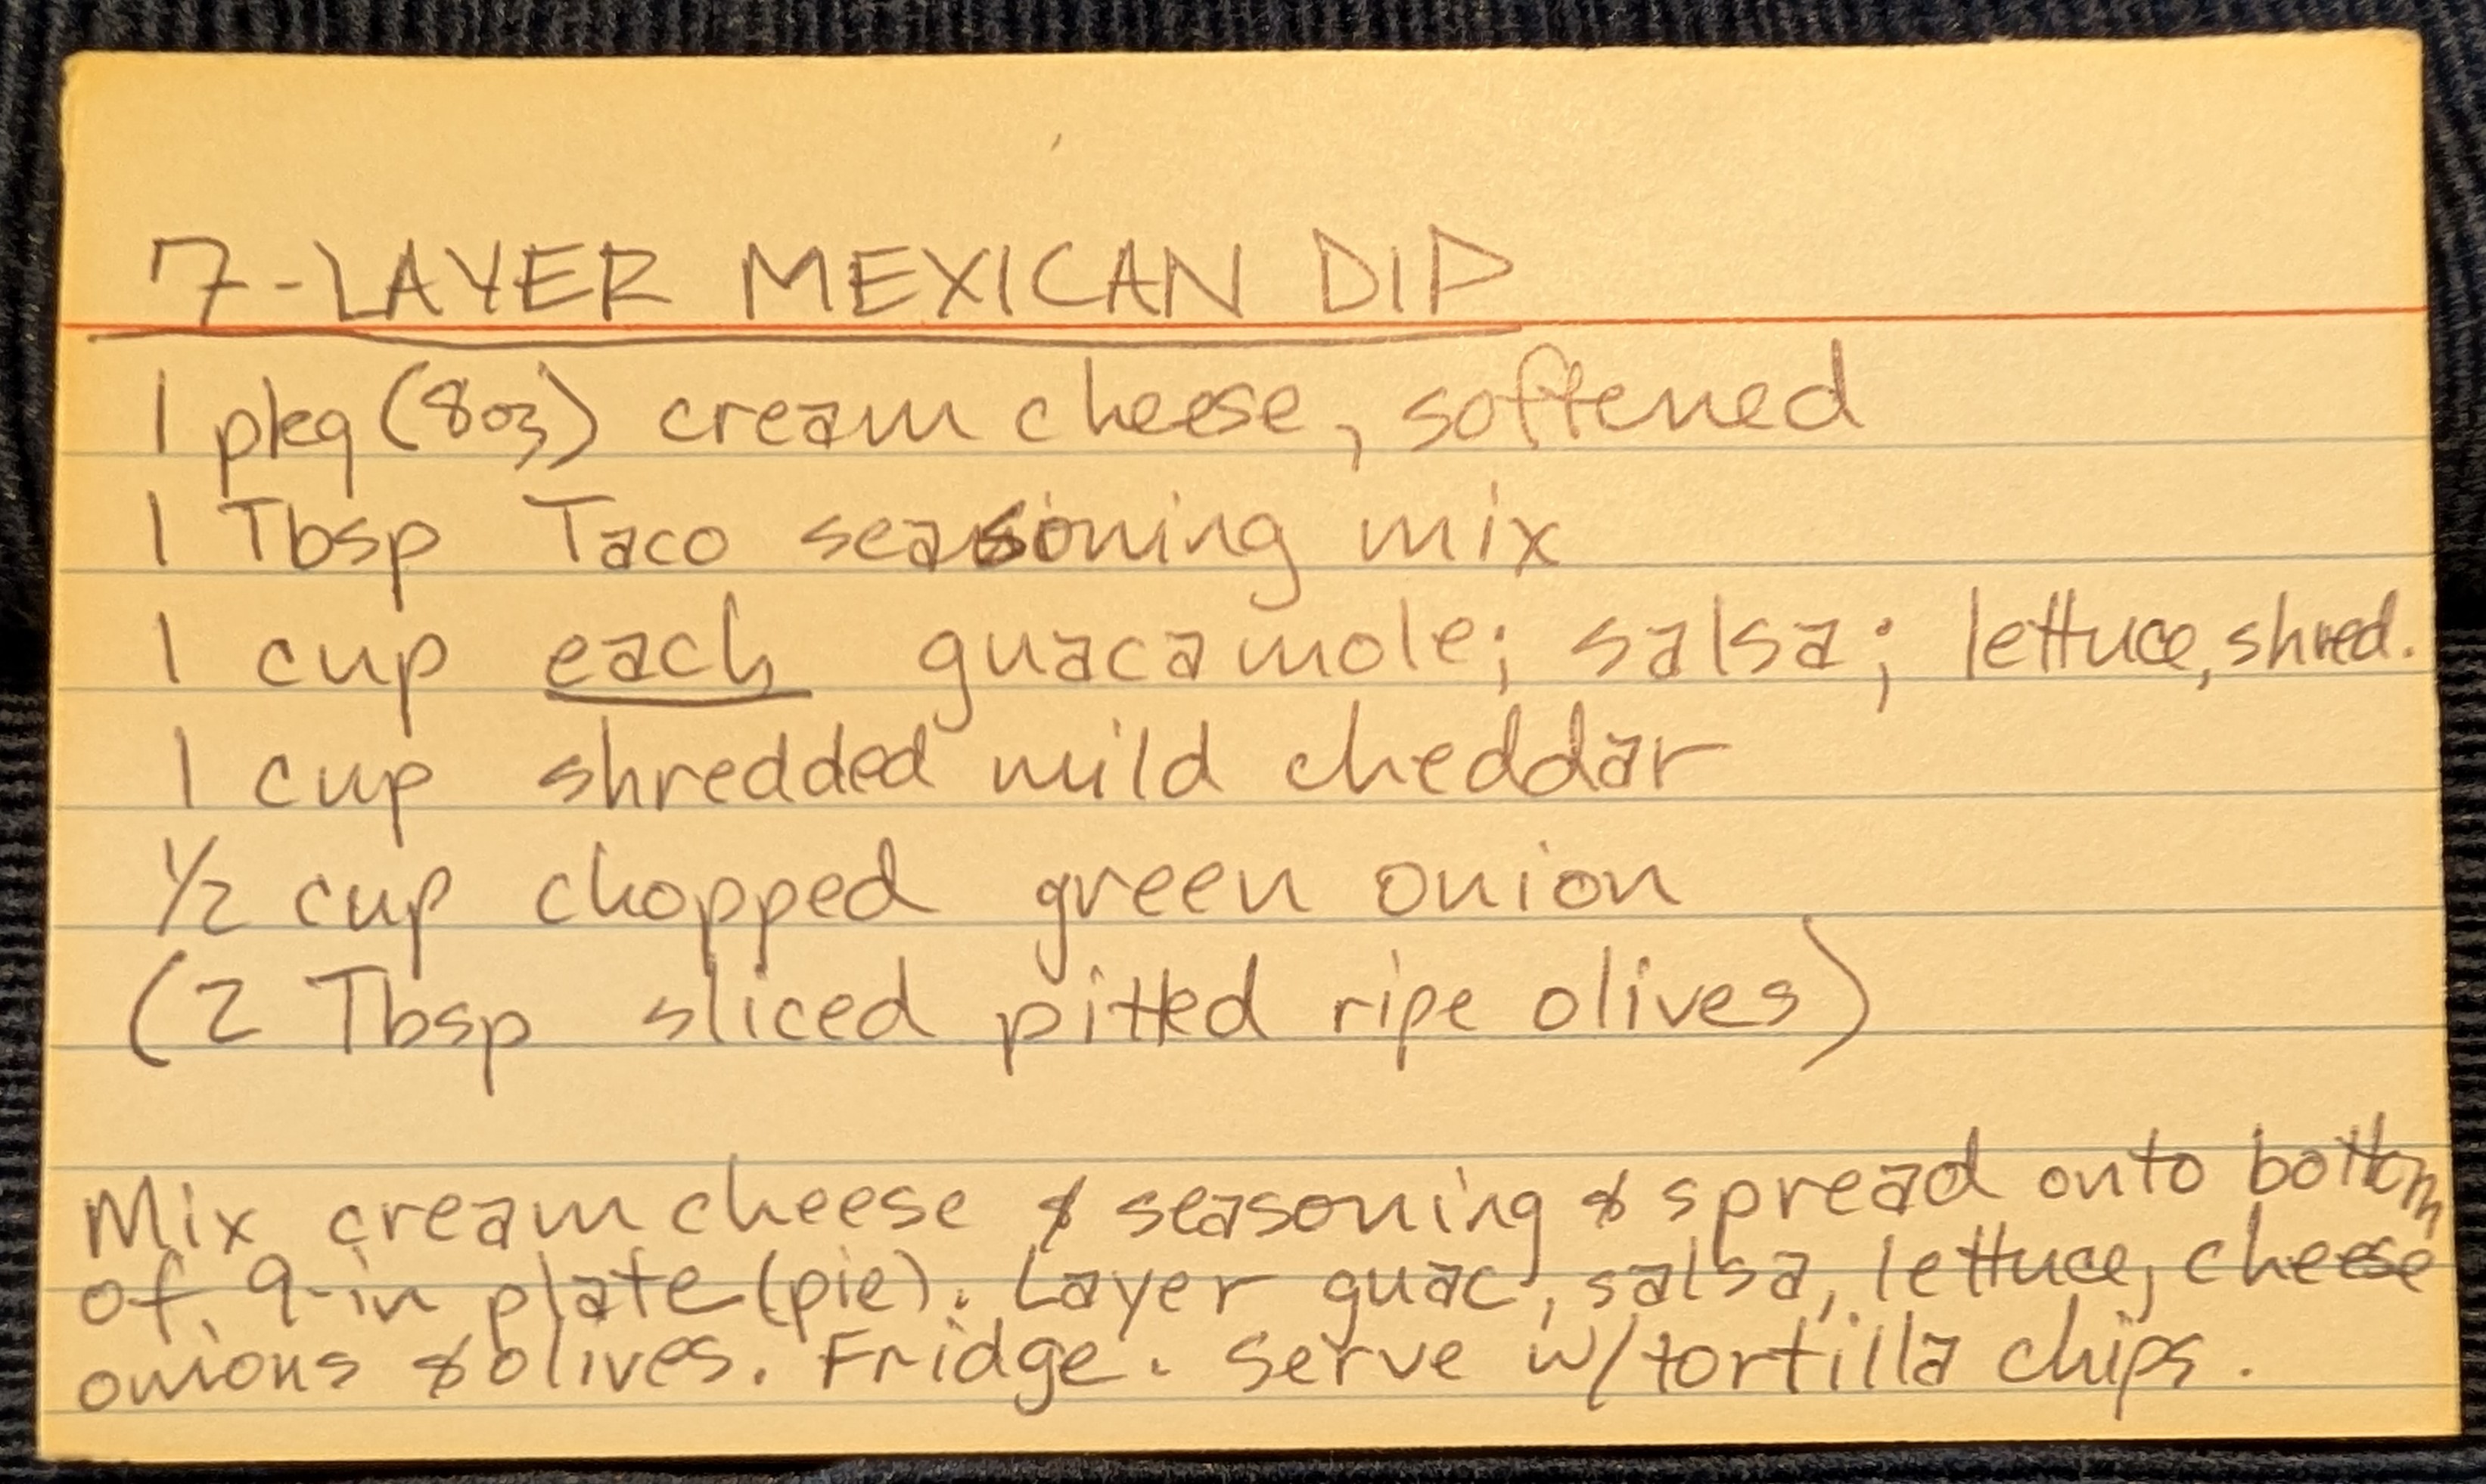 7-LAYER MEXICAN DIP
1 pkg (8oz) cream cheese, softened
1 Tbsp Taco seasoning mix
1 cup each guacamole; salsa; lettuce, shred.
1 cup shredded mild cheddar
1/2 cup chopped green onion
(2 Tbsp sliced pitted ripe olives)
Mix cream cheese & seasoning & spread onto bottom
of 9-in plate (pie). Layer guac, salsa, lettuce, cheese
onions & olives. Fridge. Serve w/tortilla chips.